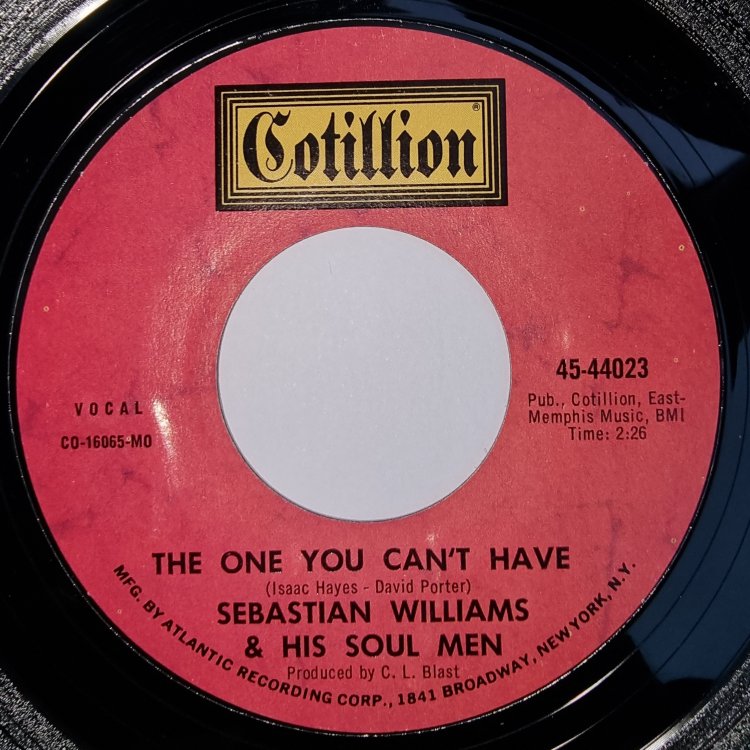 Cotillion®
45-44023
Pub., Cotillion, East-
Memphis Music, BMI
Time: 2:26
VOCAL
CO-16065-MO
THE ONE YOU CAN'T HAVE
(Isaac Hayes - David Porter)
SEBASTIAN WILLIAMS
& HIS SOUL MEN
Produced by C. L. Blast
MFG. BY ATLANTIC RECORDING CORP., 1841 BROADWAY, NEW YORK, N.Y.